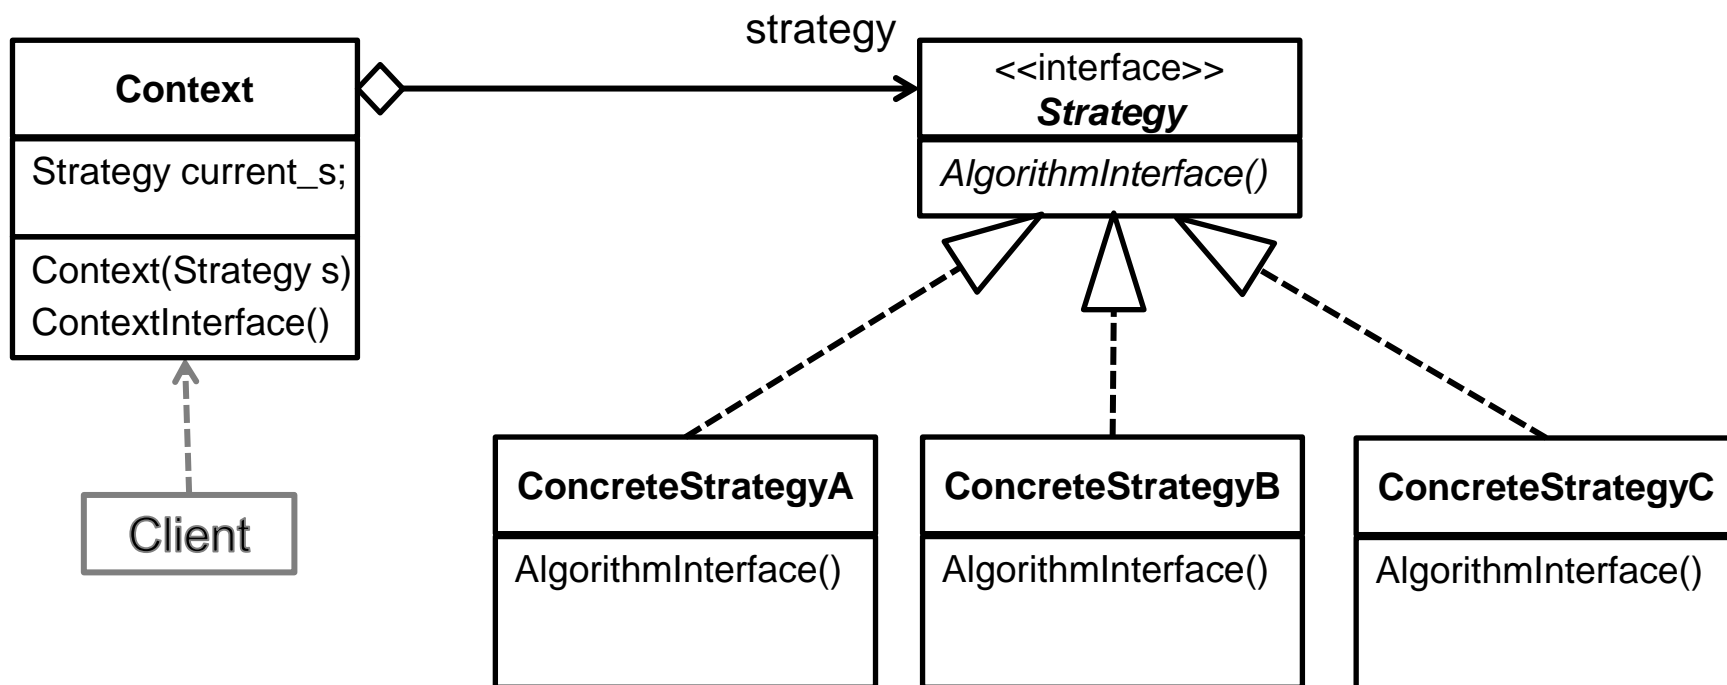 strategy
Context
Strategy current_s;
Context(Strategy s)
ContextInterface()
Client
<<interface>>
Strategy
AlgorithmInterface()
ConcreteStrategyA
AlgorithmInterface()
ConcreteStrategyB
AlgorithmInterface()
ConcreteStrategyC
AlgorithmInterface()